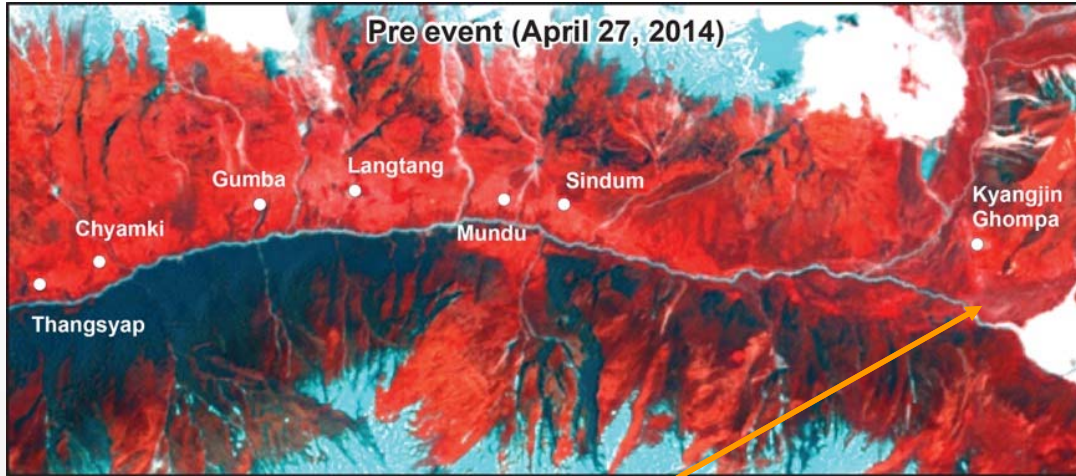 Pre event (April 27, 2014)
Langtang
Gumba
Sindum
Kyangjin
Ghompa
Chyamki
Mundu
Thangsyap